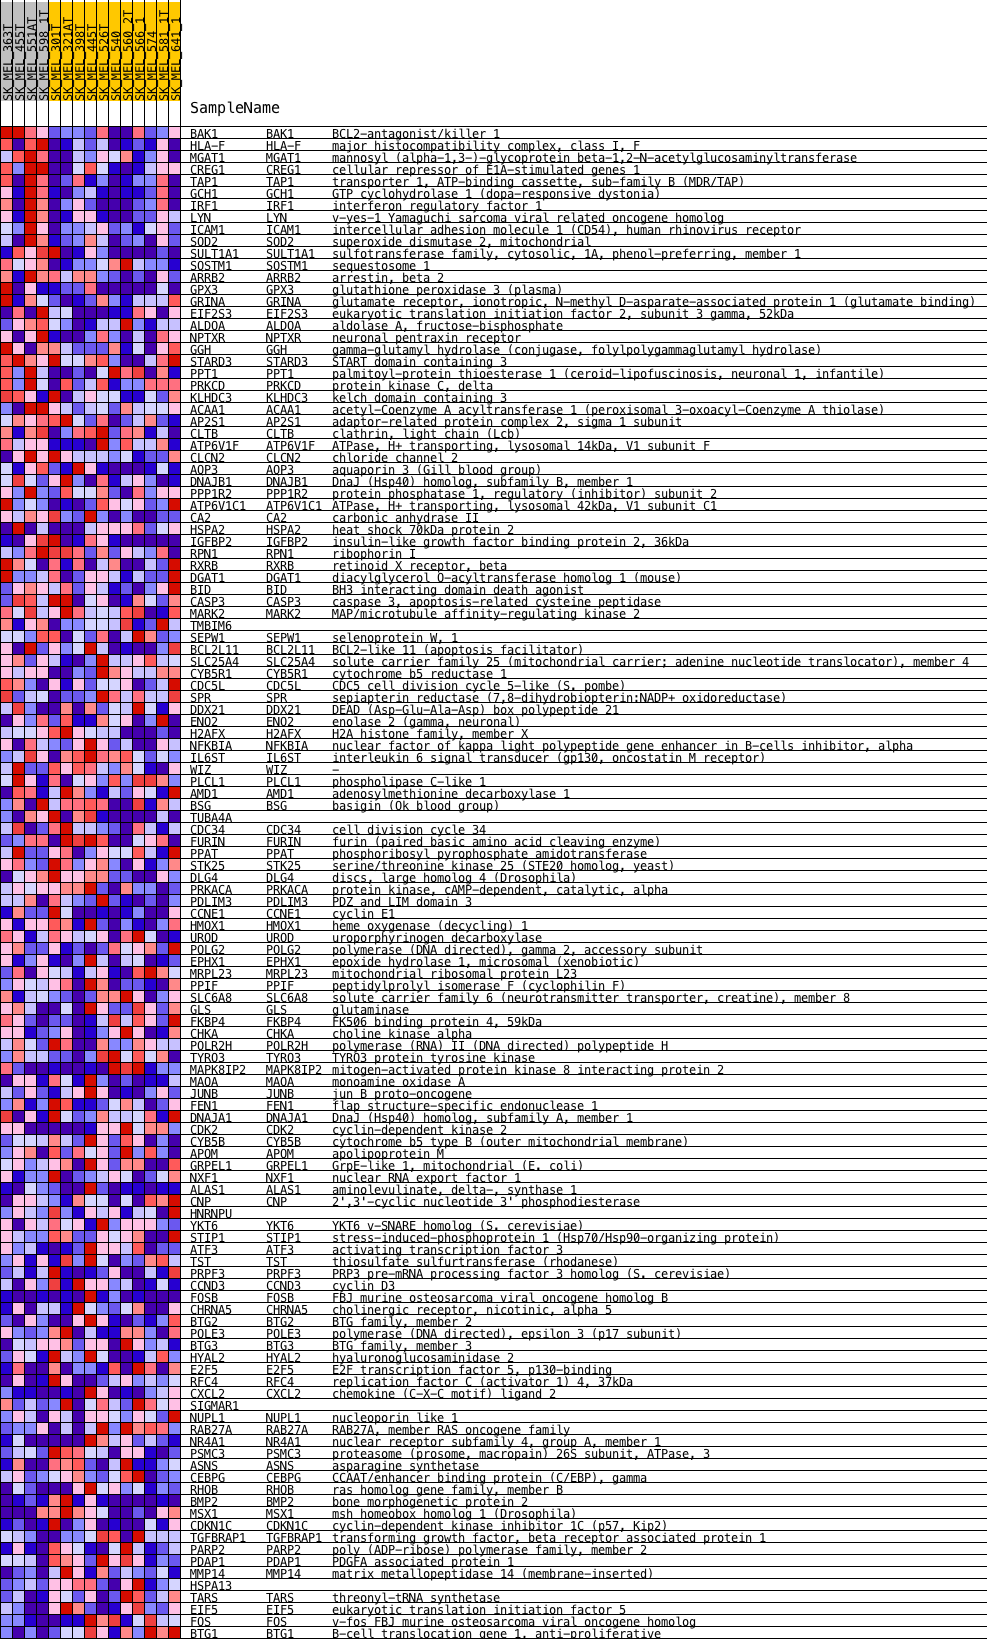 SK_MEL_363T
SK_MEL_455T
SK_MEL_551AT
SK_MEL_598_1T
SK_MEL_301T
SK_MEL_321AT
SK_MEL_398T
SK_MEL_445T
SK_MEL_526T
SK_MEL_540
SK_MEL_560_2T
SK_MEL_566_1
SK_MEL_574
SK_MEL_581_1T
SK_MEL_641_1
SampleName
BAK1 BAK1 BCL2-antagonist/killer 1
HLA-F HLA-F major histocompatibility complex, class I, F
MGAT1 MGAT1 mannosyl (alpha-1,3-)-glycoprotein beta-1,2-N-acetylglucosaminyltransferase
CREG1 CREG1 cellular repressor of E1A-stimulated genes 1
TAP1 TAP1 transporter 1, ATP-binding cassette, sub-family B (MDR/TAP)
GCH1 GCH1 GTP cyclohydrolase 1 (dopa-responsive dystonia)
IRF1 IRF1 interferon regulatory factor 1
LYN LYN v-yes-1 Yamaguchi sarcoma viral related oncogene homolog
ICAM1 ICAM1 intercellular adhesion molecule 1 (CD54), human rhinovirus receptor
SOD2 SOD2 superoxide dismutase 2, mitochondrial
SULT1A1 SULT1A1 sulfotransferase family, cytosolic, 1A, phenol-preferring, member 1
SQSTM1 SQSTM1 sequestosome 1
ARRB2 ARRB2 arrestin, beta 2
GPX3 GPX3 glutathione peroxidase 3 (plasma)
GRINA GRINA glutamate receptor, ionotropic, N-methyl D-asparate-associated protein 1 (glutamate binding)
EIF2S3 EIF2S3 eukaryotic translation initiation factor 2, subunit 3 gamma, 52kDa
ALDOA ALDOA aldolase A, fructose-bisphosphate
NPTXR NPTXR neuronal pentraxin receptor
GGH GGH gamma-glutamyl hydrolase (conjugase, folylpolygammaglutamyl hydrolase)
STARD3 STARD3 START domain containing 3
PPT1 PPT1 palmitoyl-protein thioesterase 1 (ceroid-lipofuscinosis, neuronal 1, infantile)
PRKCD PRKCD protein kinase C, delta
KLHDC3 KLHDC3 kelch domain containing 3
ACAA1 ACAA1 acetyl-Coenzyme A acyltransferase 1 (peroxisomal 3-oxoacyl-Coenzyme A thiolase)
AP2S1 AP2S1 adaptor-related protein complex 2, sigma 1 subunit
CLTB CLTB clathrin, light chain (Lcb)
ATP6V1F ATP6V1F ATPase, H+ transporting, lysosomal 14kDa, V1 subunit F
CLCN2 CLCN2 chloride channel 2
AQP3 AQP3 aquaporin 3 (Gill blood group)
DNAJB1 DNAJB1 DnaJ (Hsp40) homolog, subfamily B, member 1
PPP1R2 PPP1R2 protein phosphatase 1, regulatory (inhibitor) subunit 2
ATP6V1C1 ATP6V1C1 ATPase, H+ transporting, lysosomal 42kDa, V1 subunit C1
CA2 CA2 carbonic anhydrase II
HSPA2 HSPA2 heat shock 70kDa protein 2
IGFBP2 IGFBP2 insulin-like growth factor binding protein 2, 36kDa
RPN1 RPN1 ribophorin I
RXRB RXRB retinoid X receptor, beta
DGAT1 DGAT1 diacylglycerol O-acyltransferase homolog 1 (mouse)
BID BID BH3 interacting domain death agonist
CASP3 CASP3 caspase 3, apoptosis-related cysteine peptidase
MARK2 MARK2 MAP/microtubule affinity-regulating kinase 2
TMBIM6
SEPW1 SEPW1 selenoprotein W, 1
BCL2L11 BCL2L11 BCL2-like 11 (apoptosis facilitator)
SLC25A4 SLC25A4 solute carrier family 25 (mitochondrial carrier; adenine nucleotide translocator), member 4
CYB5R1 CYB5R1 cytochrome b5 reductase 1
CDC5L CDC5L CDC5 cell division cycle 5-like (S. pombe)
SPR SPR sepiapterin reductase (7,8-dihydrobiopterin:NADP+ oxidoreductase)
DDX21 DDX21 DEAD (Asp-Glu-Ala-Asp) box polypeptide 21
ENO2 ENO2 enolase 2 (gamma, neuronal)
H2AFX H2AFX H2A histone family, member X
NFKBIA NFKBIA nuclear factor of kappa light polypeptide gene enhancer in B-cells inhibitor, alpha
IL6ST IL6ST interleukin 6 signal transducer (gp130, oncostatin M receptor)
WIZ WIZ -
PLCL1 PLCL1 phospholipase C-like 1
AMD1 AMD1 adenosylmethionine decarboxylase 1
BSG BSG basigin (Ok blood group)
TUBA4A
CDC34 CDC34 cell division cycle 34
FURIN FURIN furin (paired basic amino acid cleaving enzyme)
PPAT PPAT phosphoribosyl pyrophosphate amidotransferase
STK25 STK25 serine/threonine kinase 25 (STE20 homolog, yeast)
DLG4 DLG4 discs, large homolog 4 (Drosophila)
PRKACA PRKACA protein kinase, cAMP-dependent, catalytic, alpha
PDLIM3 PDLIM3 PDZ and LIM domain 3
CCNE1 CCNE1 cyclin E1
HMOX1 HMOX1 heme oxygenase (decycling) 1
UROD UROD uroporphyrinogen decarboxylase
POLG2 POLG2 polymerase (DNA directed), gamma 2, accessory subunit
EPHX1 EPHX1 epoxide hydrolase 1, microsomal (xenobiotic)
MRPL23 MRPL23 mitochondrial ribosomal protein L23
PPIF PPIF peptidylprolyl isomerase F (cyclophilin F)
SLC6A8 SLC6A8 solute carrier family 6 (neurotransmitter transporter, creatine), member 8
GLS GLS glutaminase
FKBP4 FKBP4 FK506 binding protein 4, 59kDa
CHKA CHKA choline kinase alpha
POLR2H POLR2H polymerase (RNA) II (DNA directed) polypeptide H
TYRO3 TYRO3 TYRO3 protein tyrosine kinase
MAPK8IP2 MAPK8IP2 mitogen-activated protein kinase 8 interacting protein 2
MAOA MAOA monoamine oxidase A
JUNB JUNB jun B proto-oncogene
FEN1 FEN1 flap structure-specific endonuclease 1
DNAJA1 DNAJA1 DnaJ (Hsp40) homolog, subfamily A, member 1
CDK2 CDK2 cyclin-dependent kinase 2
CYB5B CYB5B cytochrome b5 type B (outer mitochondrial membrane)
APOM APOM apolipoprotein M
GRPEL1 GRPEL1 GrpE-like 1, mitochondrial (E. coli)
NXF1 NXF1 nuclear RNA export factor 1
ALAS1 ALAS1 aminolevulinate, delta-, synthase 1
CNP CNP 2',3'-cyclic nucleotide 3' phosphodiesterase
HNRNPU
YKT6 YKT6 YKT6 v-SNARE homolog (S. cerevisiae)
STIP1 STIP1 stress-induced-phosphoprotein 1 (Hsp70/Hsp90-organizing protein)
ATF3 ATF3 activating transcription factor 3
TST TST thiosulfate sulfurtransferase (rhodanese)
PRPF3 PRPF3 PRP3 pre-mRNA processing factor 3 homolog (S. cerevisiae)
CCND3 CCND3 cyclin D3
FOSB FOSB FBJ murine osteosarcoma viral oncogene homolog B
CHRNA5 CHRNA5 cholinergic receptor, nicotinic, alpha 5
BTG2 BTG2 BTG family, member 2
POLE3 POLE3 polymerase (DNA directed), epsilon 3 (p17 subunit)
BTG3 BTG3 BTG family, member 3
HYAL2 HYAL2 hyaluronoglucosaminidase 2
E2F5 E2F5 E2F transcription factor 5, p130-binding
RFC4 RFC4 replication factor C (activator 1) 4, 37kDa
CXCL2 CXCL2 chemokine (C-X-C motif) ligand 2
SIGMAR1
NUPL1 NUPL1 nucleoporin like 1
RAB27A RAB27A RAB27A, member RAS oncogene family
NR4A1 NR4A1 nuclear receptor subfamily 4, group A, member 1
PSMC3 PSMC3 proteasome (prosome, macropain) 26S subunit, ATPase, 3
ASNS ASNS asparagine synthetase
CEBPG CEBPG CCAAT/enhancer binding protein (C/EBP), gamma
RHOB RHOB ras homolog gene family, member B
BMP2 BMP2 bone morphogenetic protein 2
MSX1 MSX1 msh homeobox homolog 1 (Drosophila)
CDKN1C CDKN1C cyclin-dependent kinase inhibitor 1C (p57, Kip2)
TGFBRAP1 TGFBRAP1 transforming growth factor, beta receptor associated protein 1
PARP2 PARP2 poly (ADP-ribose) polymerase family, member 2
PDAP1 PDAP1 PDGFA associated protein 1
MMP14 MMP14 matrix metallopeptidase 14 (membrane-inserted)
HSPA13
TARS TARS threonyl-tRNA synthetase
EIF5 EIF5 eukaryotic translation initiation factor 5
FOS FOS v-fos FBJ murine osteosarcoma viral oncogene homolog
BTG1 BTG1 B-cell translocation gene 1, anti-proliferative